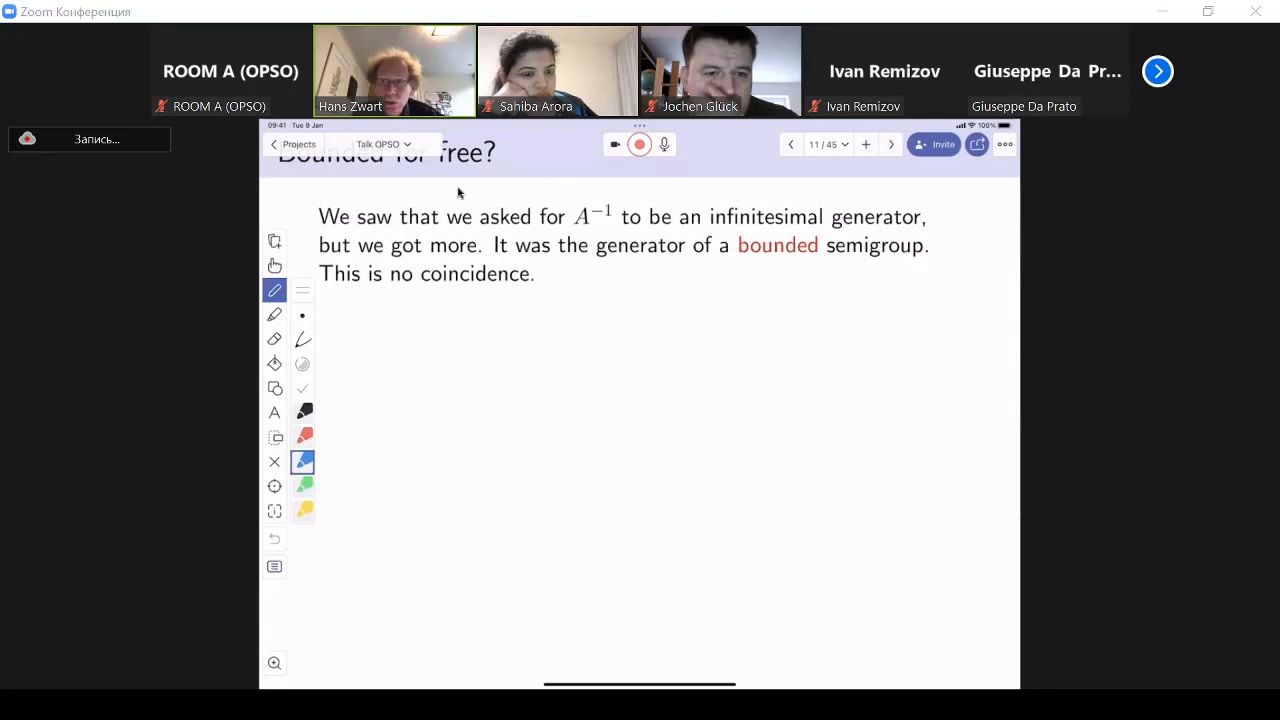 Zoom Конференция
ROOM A (OPSO)
Ivan Remizov
Giuseppe Da Pr...
ROOM A (OPSO)
Hans Zwart
Sahiba Arora
Jochen Glück
Ivan Remizov
Giuseppe Da Prato
Запись...
09:41 Tue 9 Jan
100%
Projects
Talk OPSO
11 / 45
Invite
Bounded for free?
We saw that we asked for A⁻¹ to be an infinitesimal generator,
but we got more. It was the generator of a bounded semigroup.
This is no coincidence.